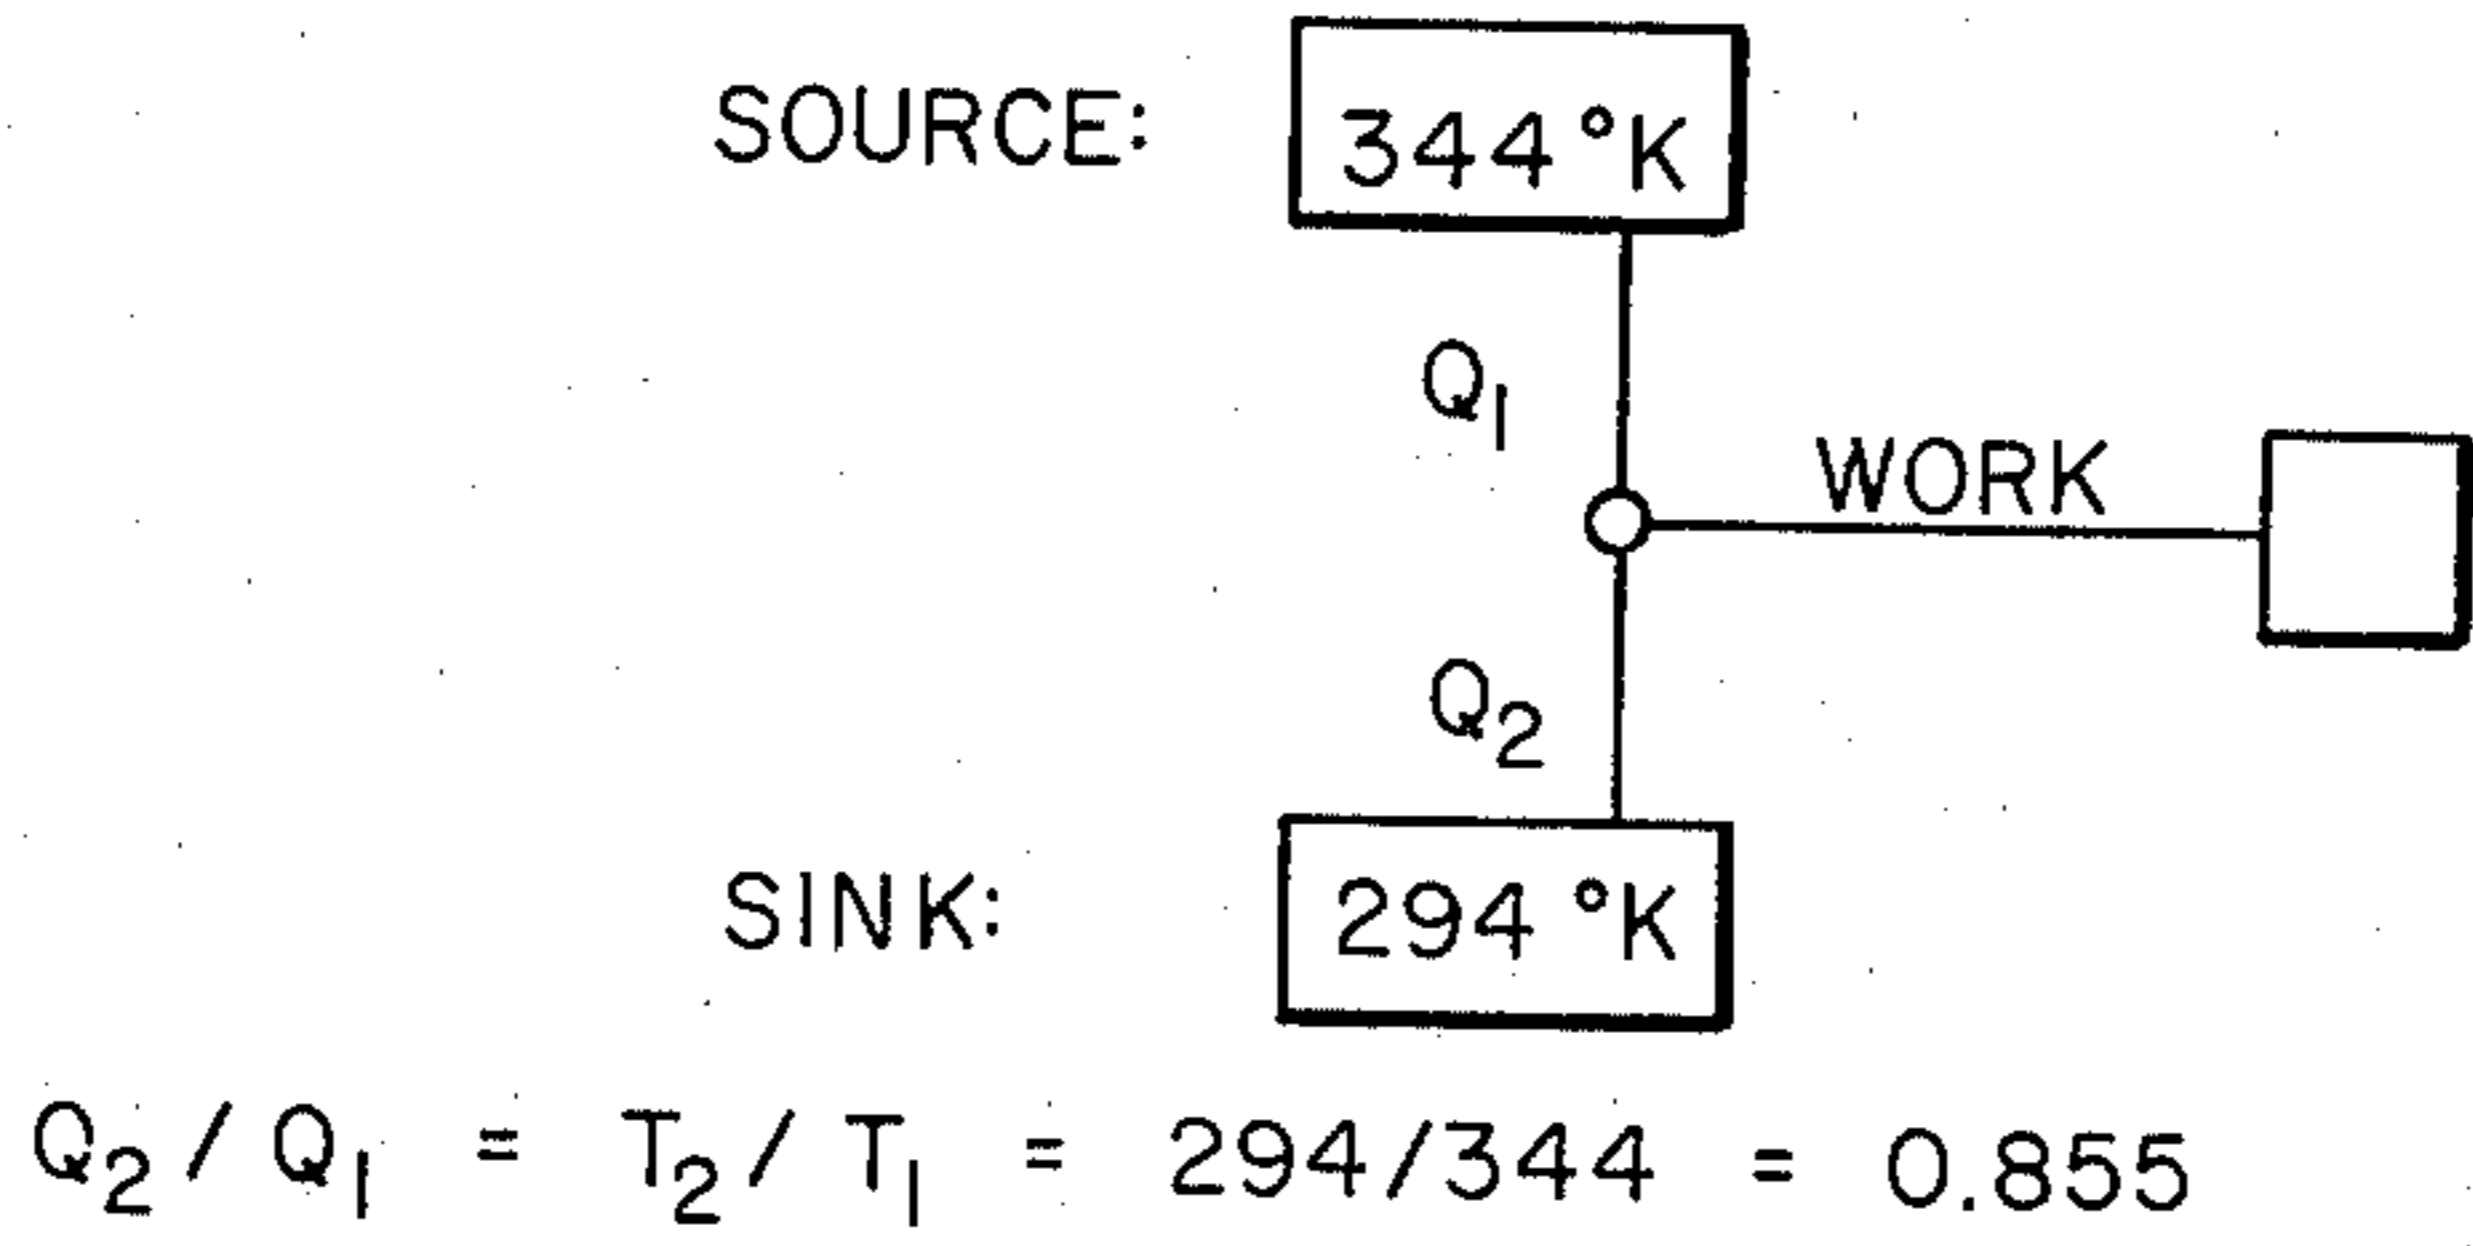 SOURCE: 344 °K
Q₁
WORK
Q₂
SINK: 294 °K
Q₂/Q₁ = T₂/T₁ = 294/344 = 0.855